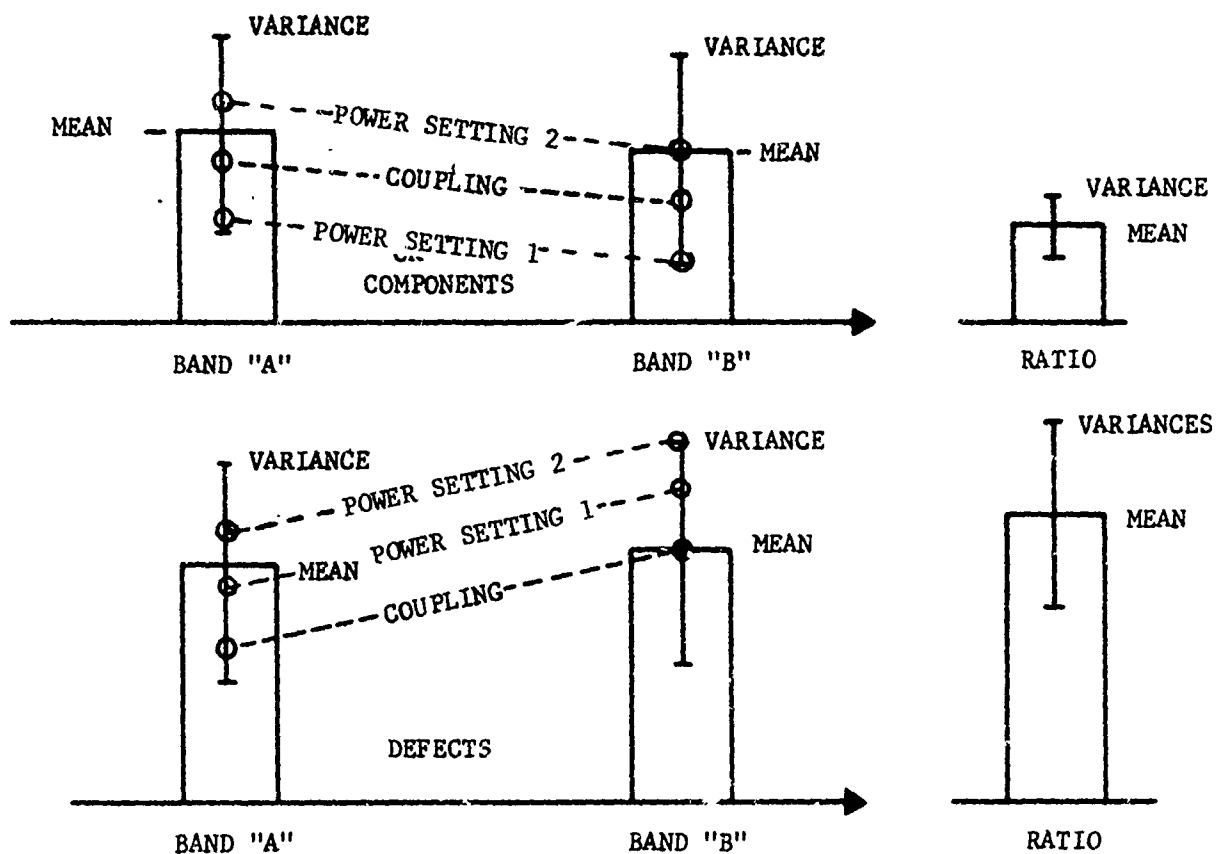 VARIANCE
VARIANCE
MEAN
POWER SETTING 2
MEAN
COUPLING
VARIANCE
POWER SETTING 1
MEAN
COMPONENTS
BAND "A"
BAND "B"
RATIO
VARIANCES
VARIANCE
POWER SETTING 2
VARIANCE
POWER SETTING 1
MEAN
MEAN
MEAN
COUPLING
DEFECTS
BAND "A"
BAND "B"
RATIO